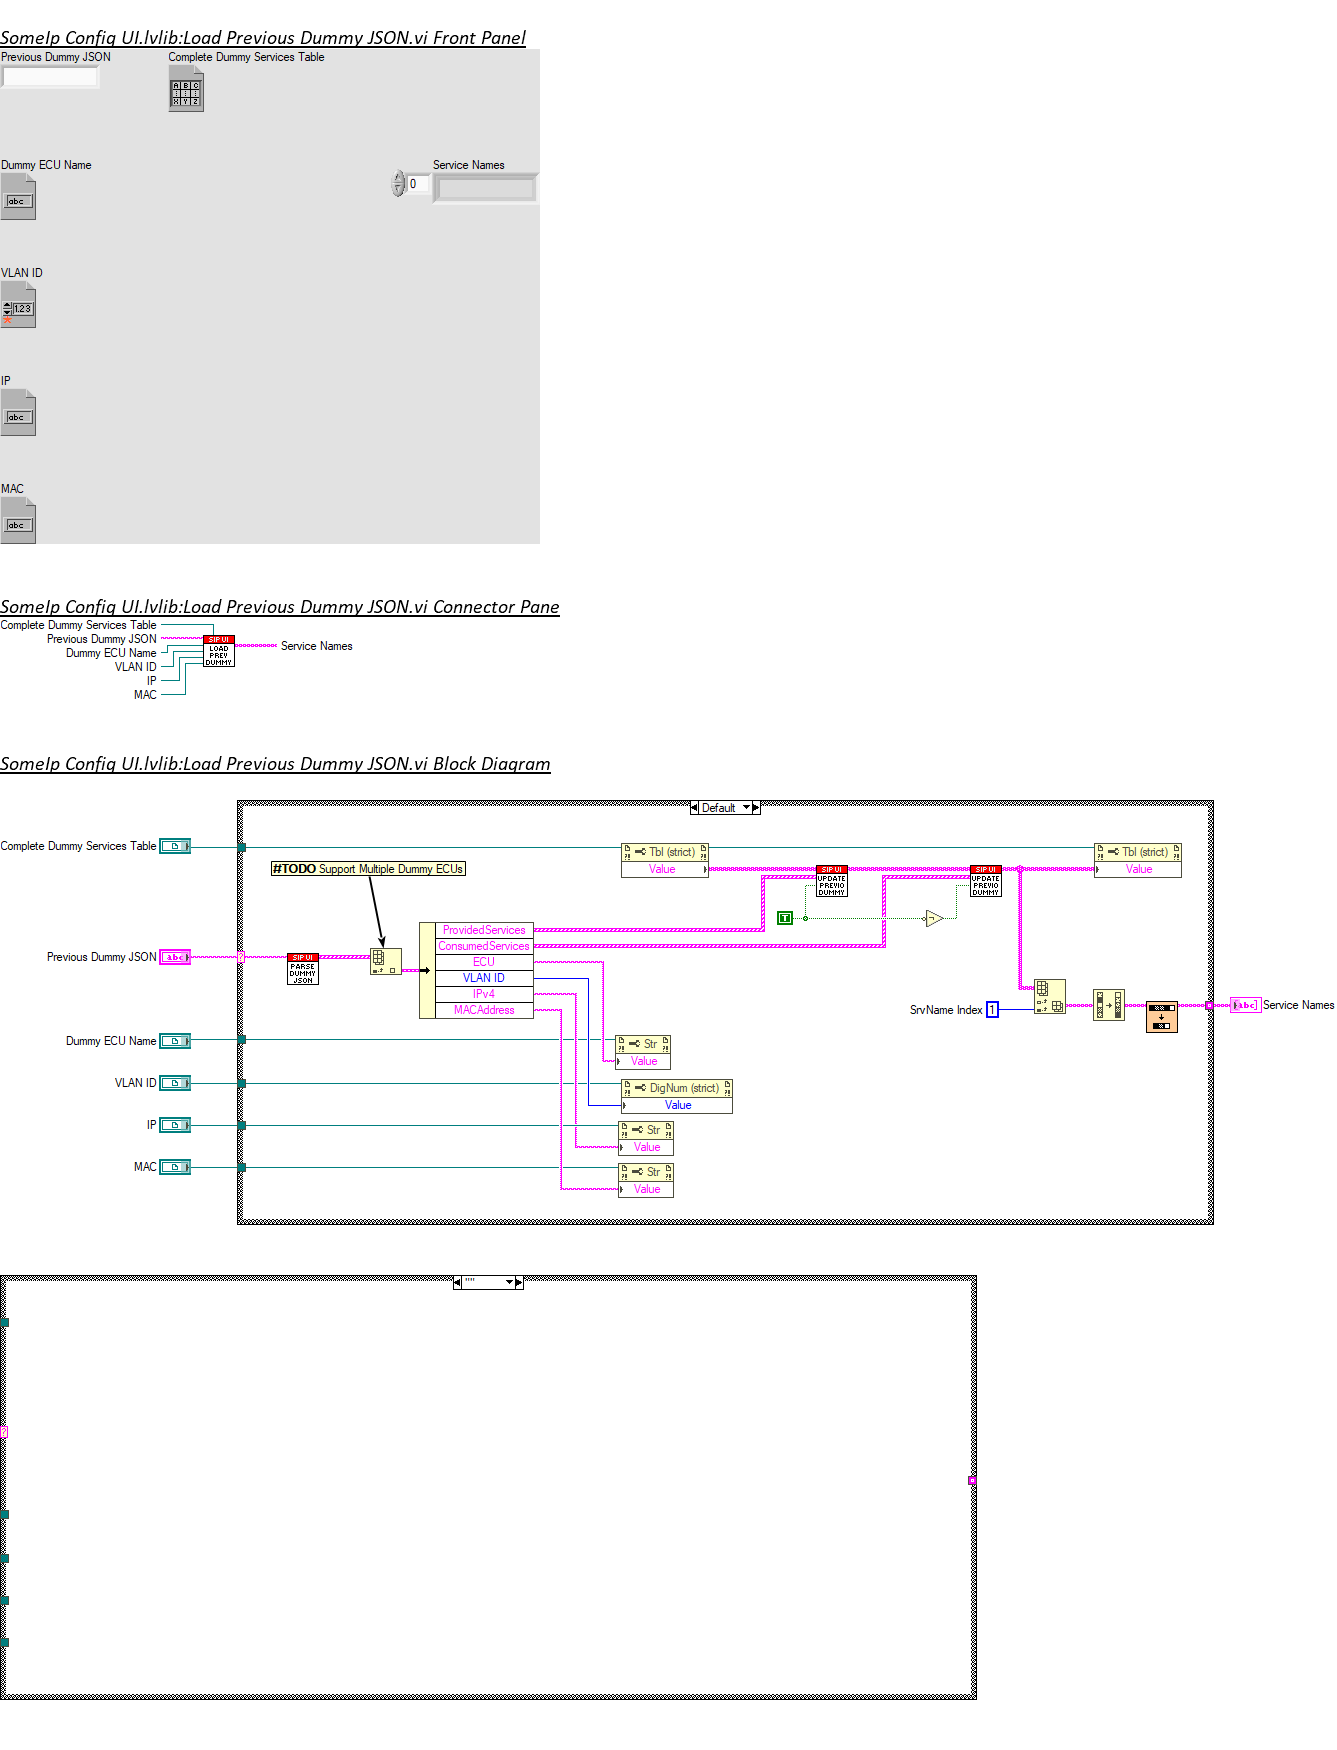 SomeIp Config UI.lvlib:Load Previous Dummy JSON.vi Front Panel
Previous Dummy JSON
Complete Dummy Services Table
A B C
X Y Z
Dummy ECU Name
abc
Service Names
0
VLAN ID
1.23
IP
abc
MAC
abc
SomeIp Config UI.lvlib:Load Previous Dummy JSON.vi Connector Pane
Complete Dummy Services Table
Previous Dummy JSON
Dummy ECU Name
VLAN ID
IP
MAC
SIP UI
LOAD
PREV
DUMMY
Service Names
SomeIp Config UI.lvlib:Load Previous Dummy JSON.vi Block Diagram
Default
Complete Dummy Services Table
#TODO Support Multiple Dummy ECUs
Tbl (strict)
Value
SIP UI
UPDATE
PREVIO
DUMMY
SIP UI
UPDATE
PREVIO
DUMMY
Tbl (strict)
Value
T
Previous Dummy JSON
abc
?
SIP UI
PARSE
DUMMY
JSON
ProvidedServices
ConsumedServices
ECU
VLAN ID
IPv4
MACAddress
SrvName Index
1
abc
Service Names
Dummy ECU Name
Str
Value
VLAN ID
DigNum (strict)
Value
IP
Str
Value
MAC
Str
Value
""
?